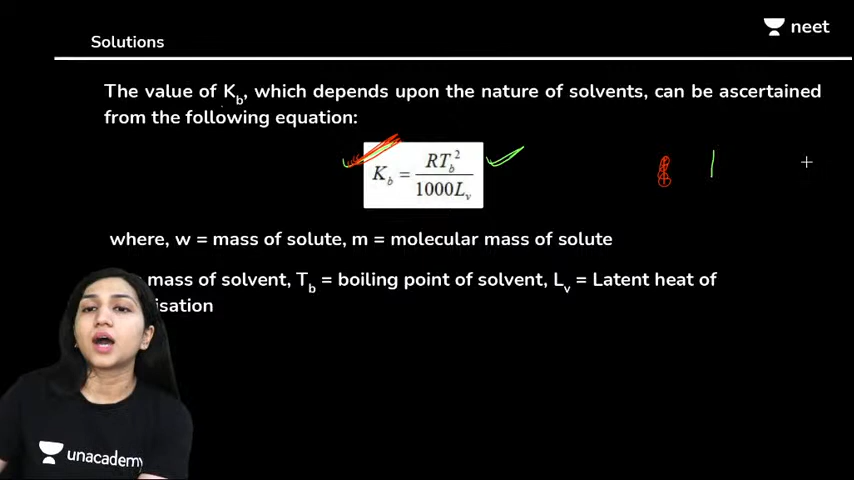 neet
Solutions
The value of K_b, which depends upon the nature of solvents, can be ascertained
from the following equation:
K_b = RT_b^2 / 1000L_v
where, w = mass of solute, m = molecular mass of solute
mass of solvent, T_b = boiling point of solvent, L_v = Latent heat of
isation
unacademy